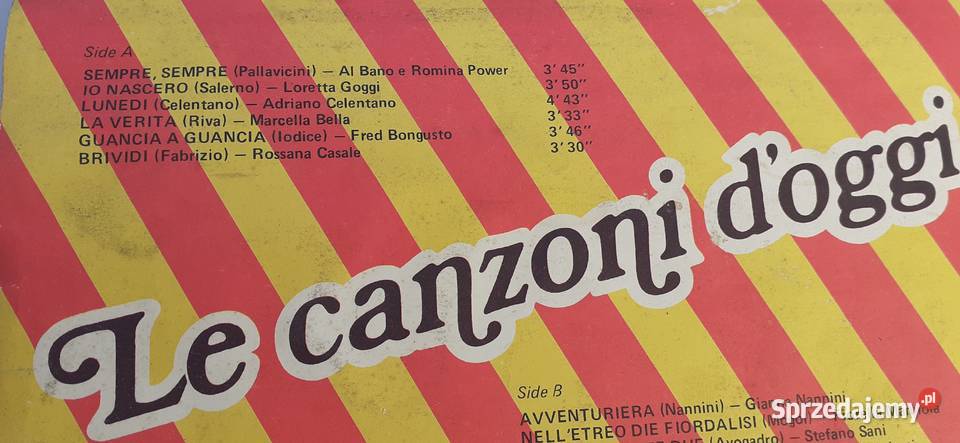 Side A
SEMPRE, SEMPRE (Pallavicini) — Al Bano e Romina Power 3' 45"
IO NASCERO (Salerno) — Loretta Goggi 3' 50"
LUNEDI (Celentano) — Adriano Celentano 4' 43"
LA VERITA (Riva) — Marcella Bella 3' 33"
GUANCIA A GUANCIA (Iodice) — Fred Bongusto 3' 46"
BRIVIDI (Fabrizio) — Rossana Casale 3' 30"
Le canzoni d'oggi
Side B
AVVENTURIERA (Nannini) — Gianna Nannini
NELL'ETREO DIE FIORDALISI (Mogol)
DUE (Avogadro) — Stefano Sani
Sprzedajemy.pl